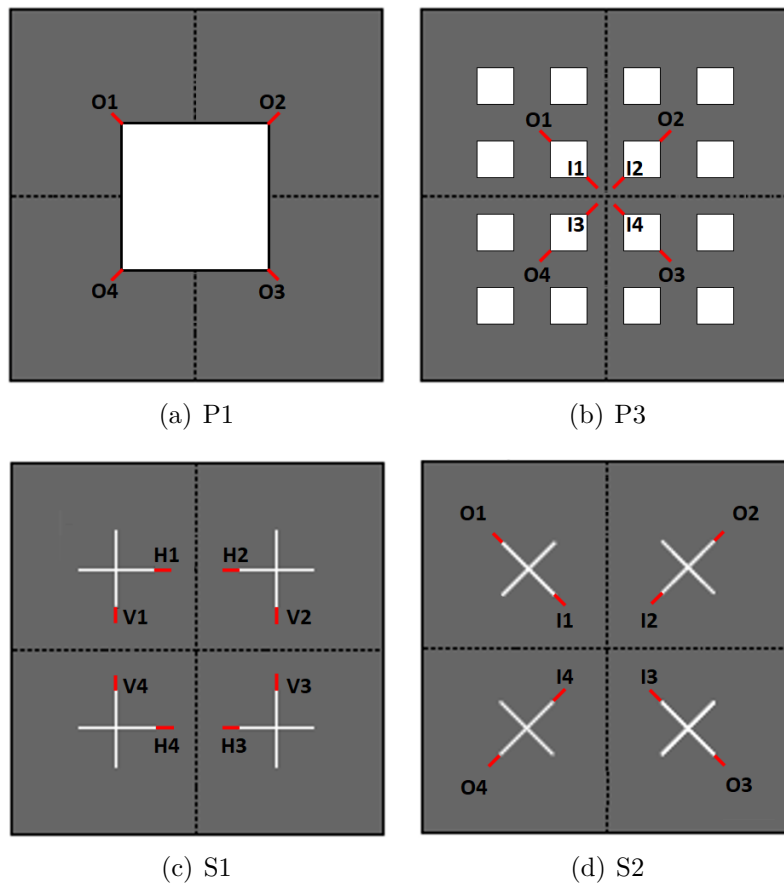 O1 O2
O4 O3
(a) P1
O1 O2
I1 I2
I3 I4
O4 O3
(b) P3
H1 H2
V1 V2
V4 V3
H4 H3
(c) S1
O1 O2
I1 I2
I4 I3
O4 O3
(d) S2